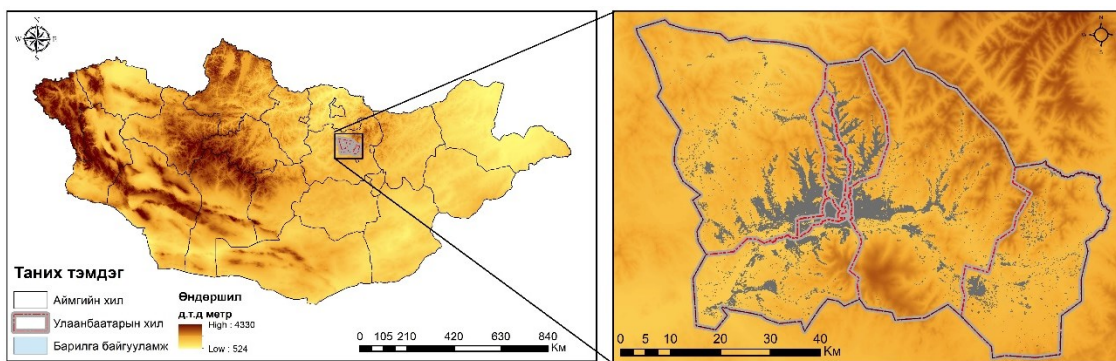 N
W
E
S
Таних тэмдэг
Аймгийн хил
Улаанбаатарын хил
Барилга байгууламж
Өндөршил
д.т.д метр
High : 4330
Low : 524
0 105 210 420 630 840
Км
0 5 10 20 30 40
Км